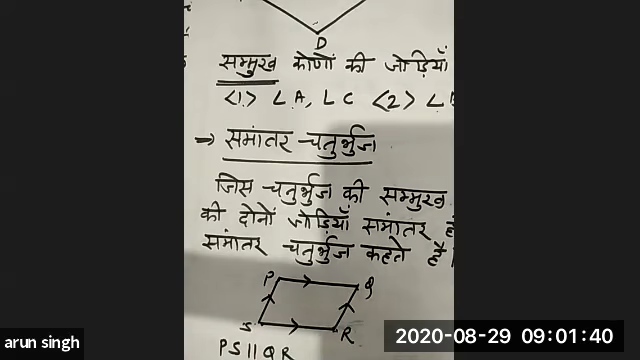 D
सम्मुख कोणों की जोड़ियाँ
<1> ∠A, ∠C <2> ∠
→ समांतर चतुर्भुज
जिस चतुर्भुज की सम्मुख
की दोनों जोड़ियाँ समांतर
समांतर चतुर्भुज कहते हैं।
P Q
S R
PS || QR
arun singh
2020-08-29 09:01:40